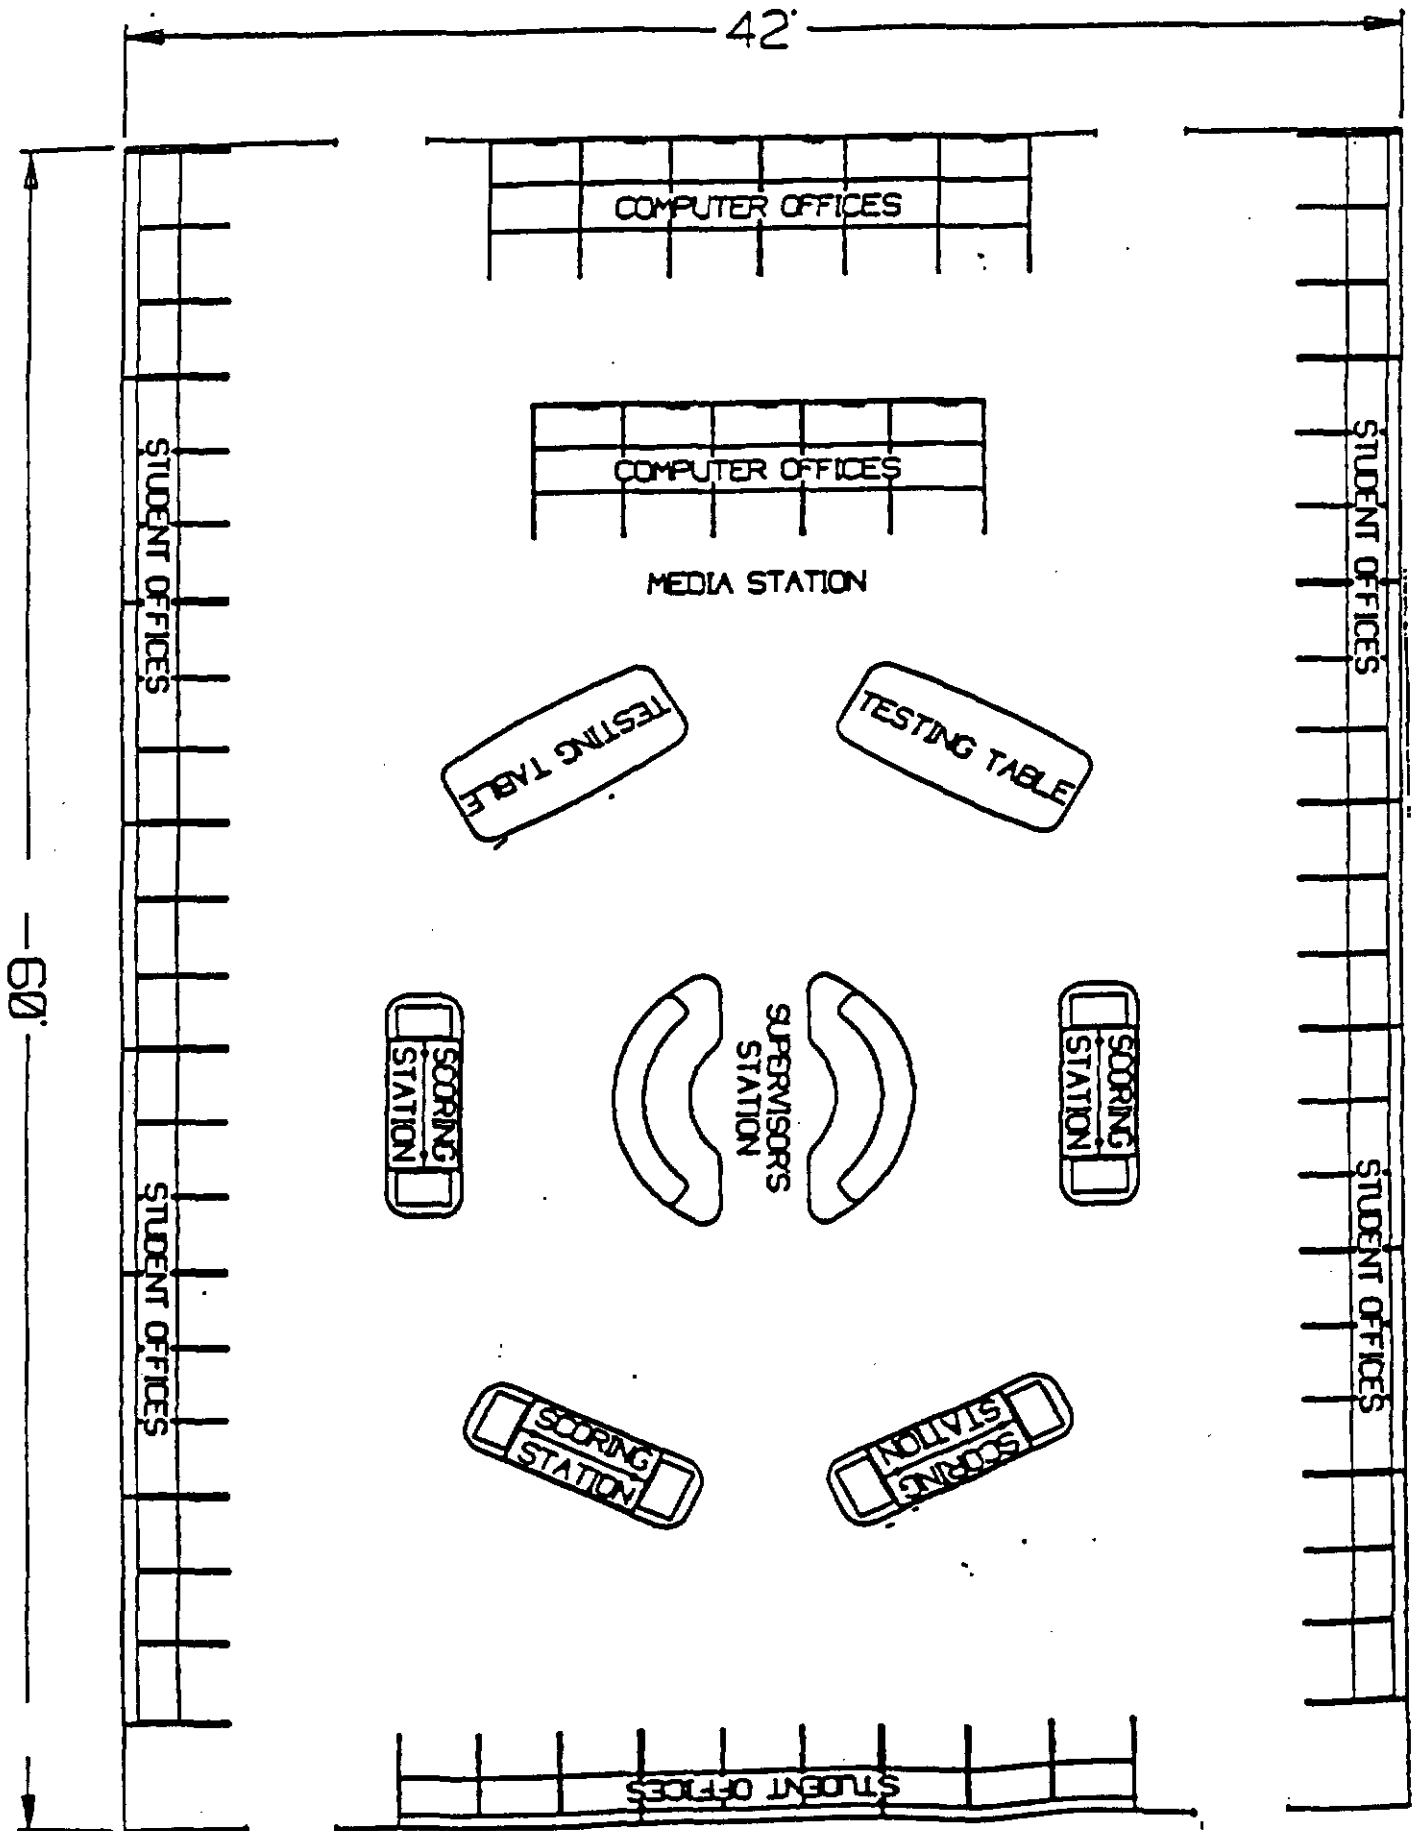 42'
COMPUTER OFFICES
COMPUTER OFFICES
MEDIA STATION
STUDENT OFFICES
STUDENT OFFICES
TESTING TABLE
TESTING TABLE
60'
SUPERVISORS
STATION
SCORING
STATION
SCORING
STATION
STUDENT OFFICES
STUDENT OFFICES
SCORING
STATION
SCORING
STATION
STUDENT OFFICES